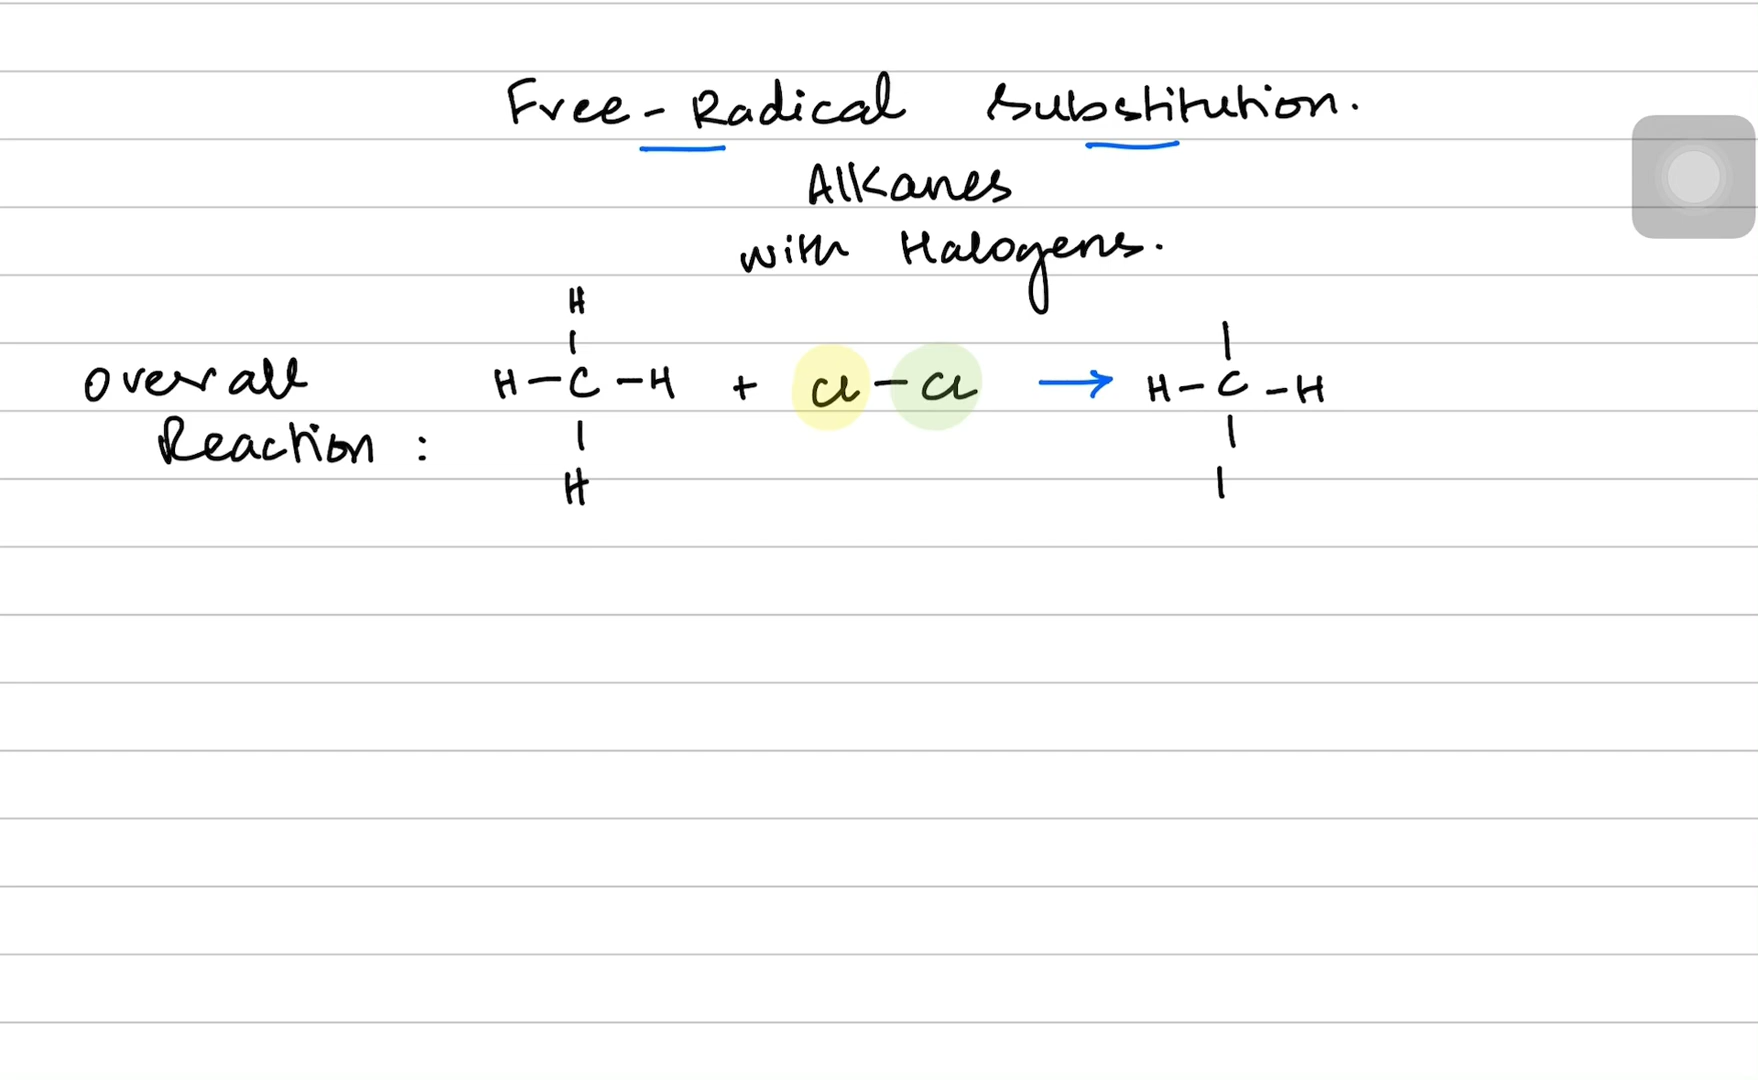 Free-Radical Substitution.
Alkanes
with Halogens.
H
|
Overall H-C-H + Cl-Cl → H-C-H
Reaction :
|
H